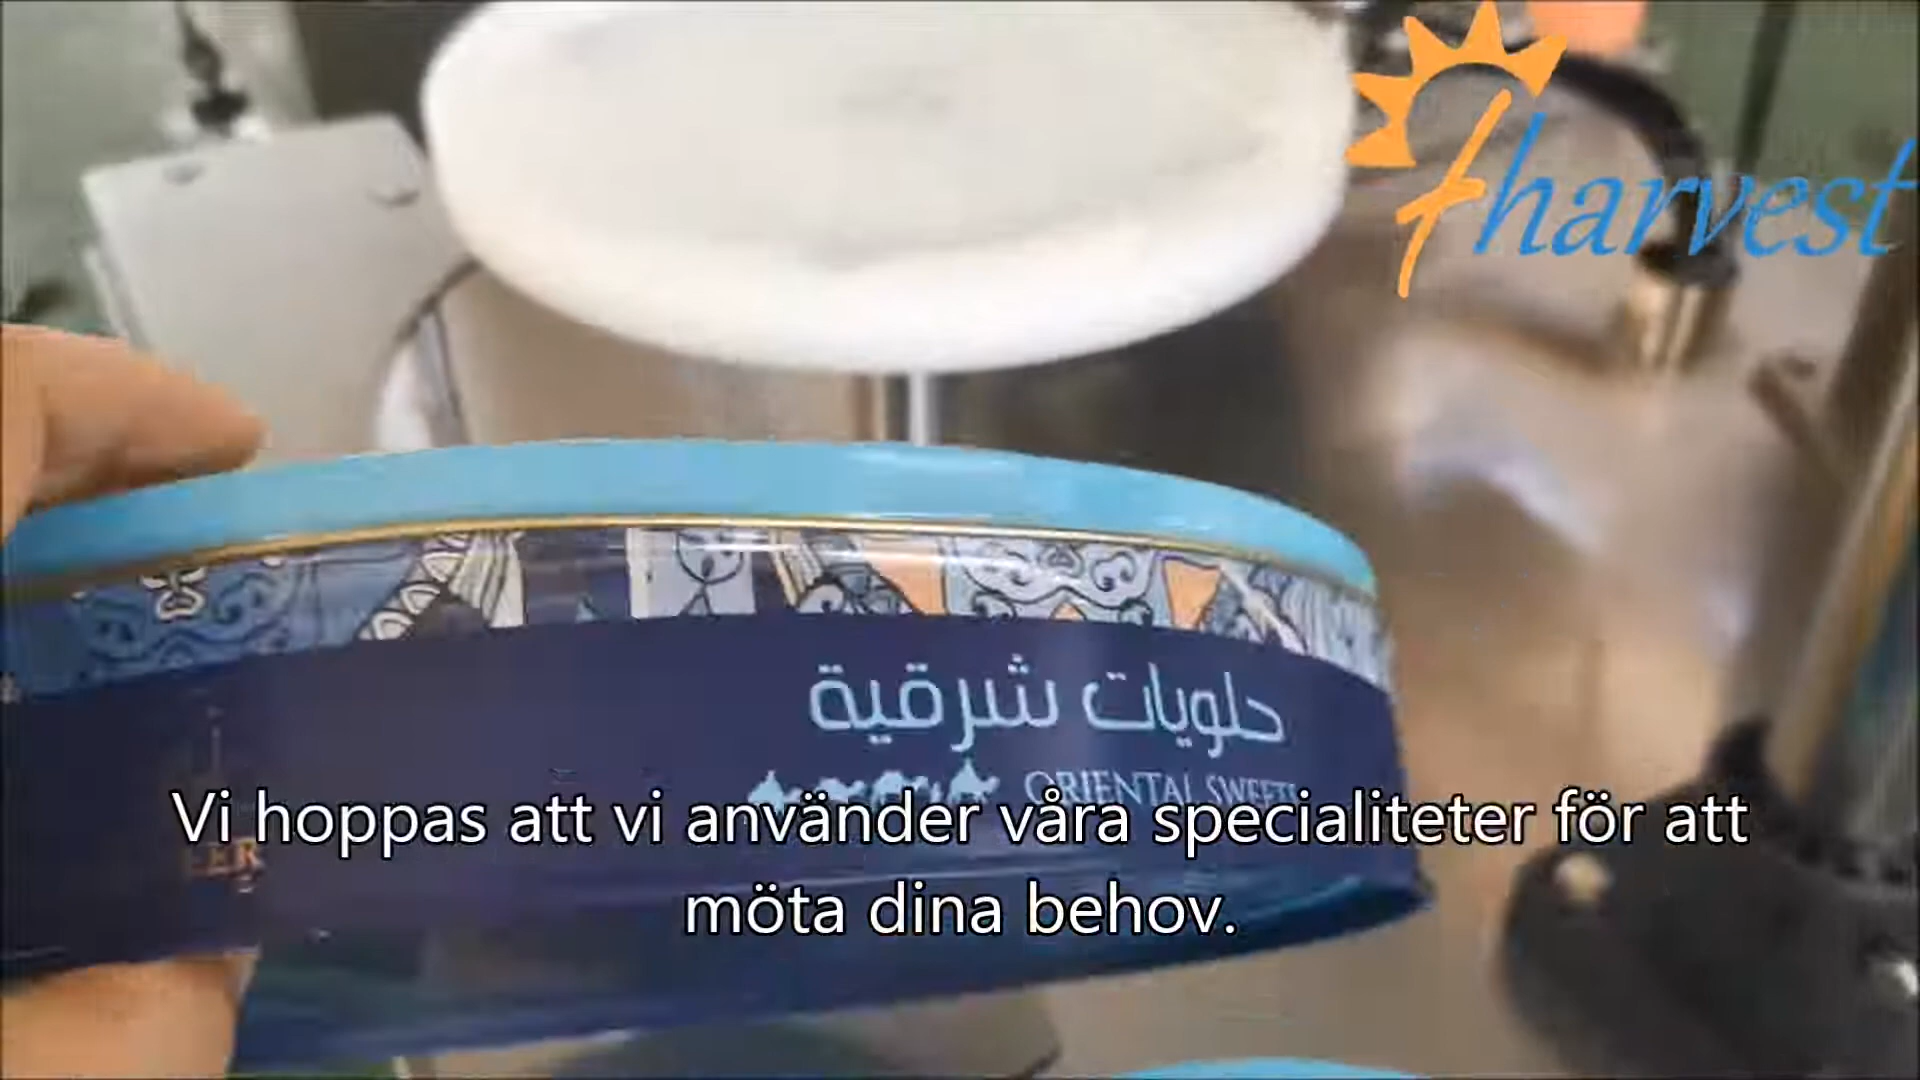 harvest
حلويات شرقية
ORIENTAL SWEETS
Vi hoppas att vi använder våra specialiteter för att
möta dina behov.